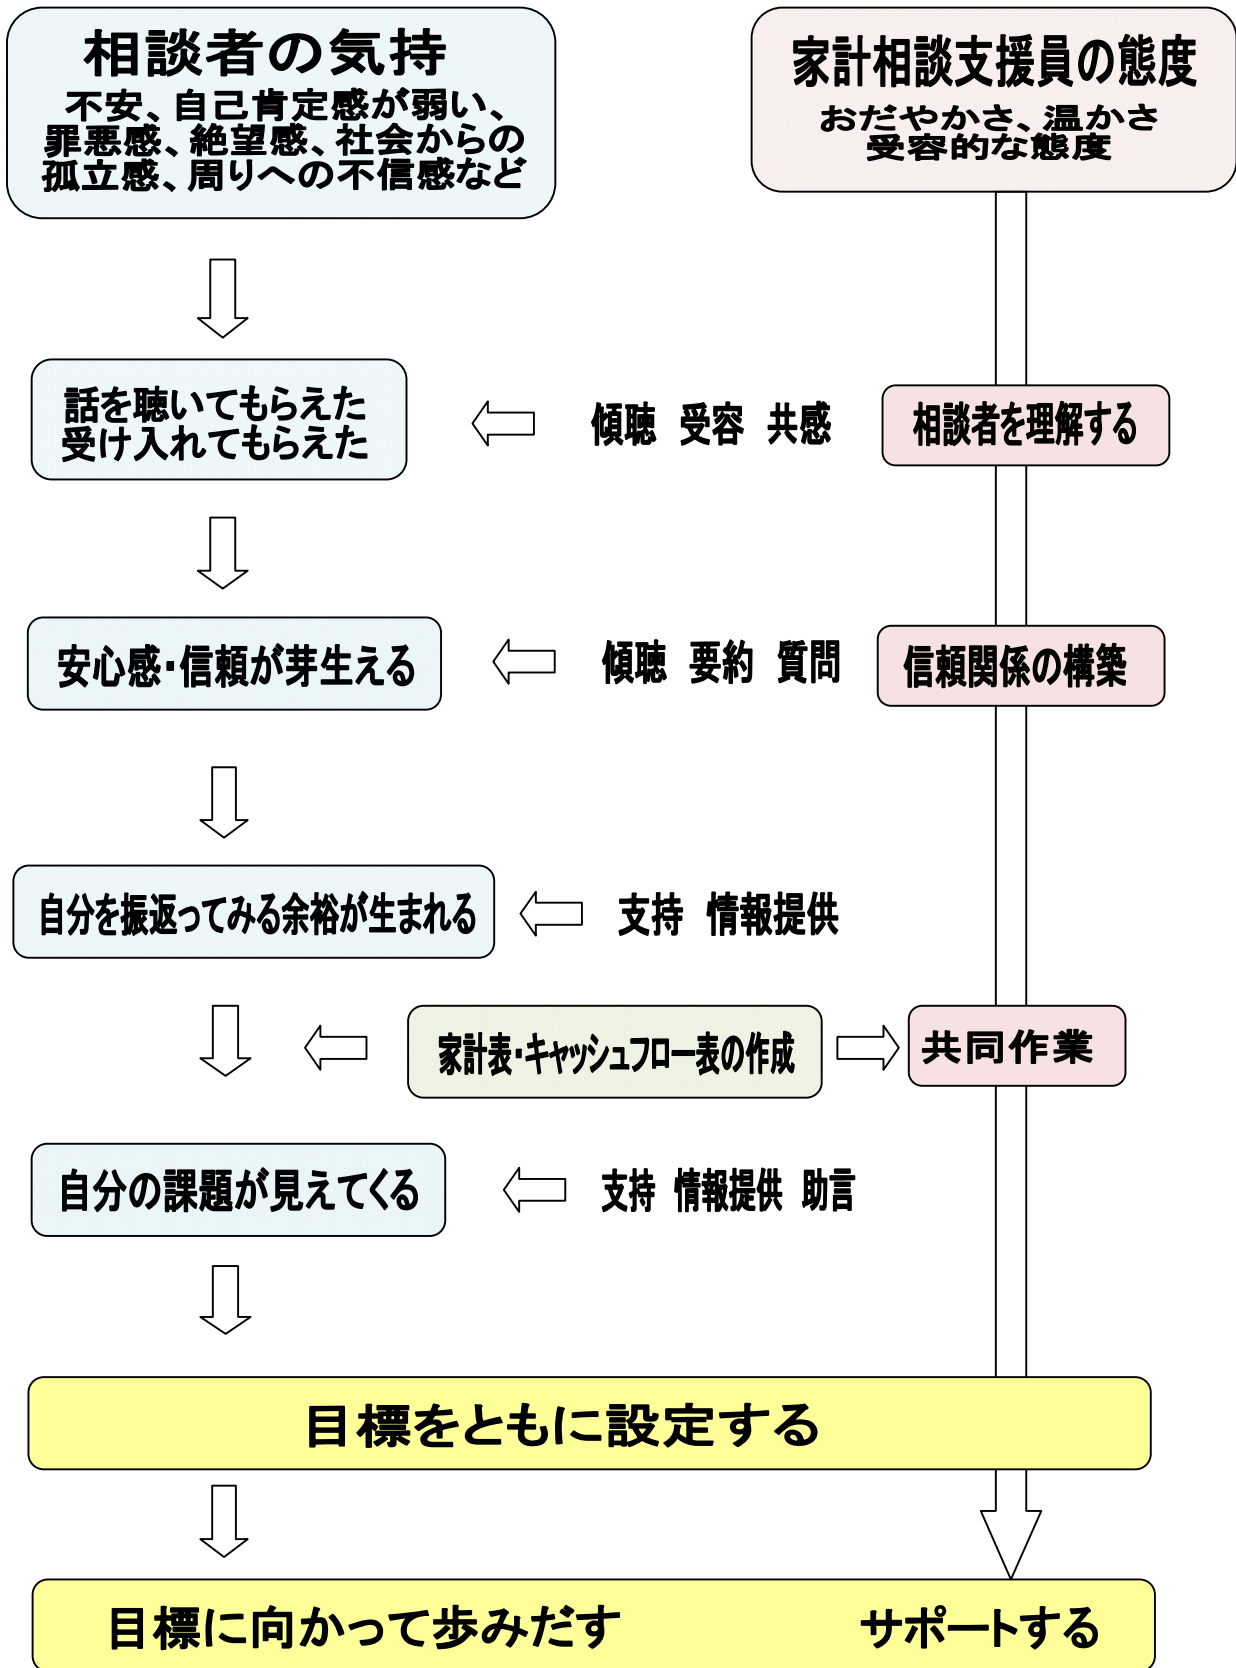 相談者の気持
不安、自己肯定感が弱い、
罪悪感、絶望感、社会からの
孤立感、周りへの不信感など
家計相談支援員の態度
おだやかさ、温かさ
受容的な態度
話を聴いてもらえた
受け入れてもらえた
傾聴　受容　共感
相談者を理解する
安心感・信頼が芽生える
傾聴　要約　質問
信頼関係の構築
自分を振返ってみる余裕が生まれる
支持　情報提供
家計表・キャッシュフロー表の作成
共同作業
自分の課題が見えてくる
支持　情報提供　助言
目標をともに設定する
目標に向かって歩みだす
サポートする